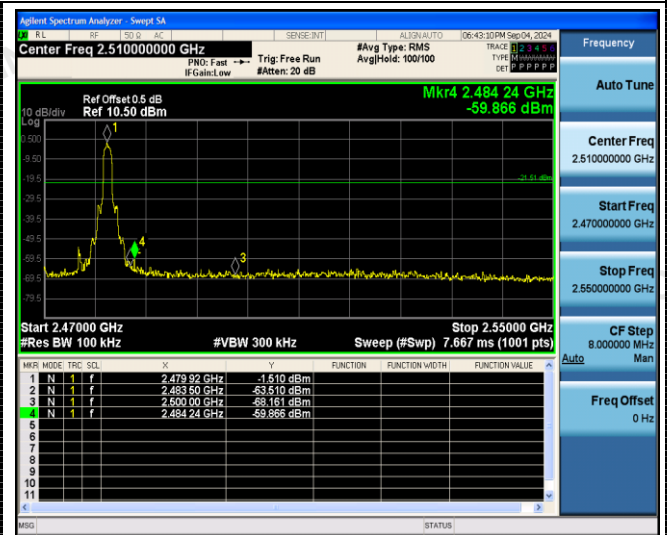 Agilent Spectrum Analyzer - Swept SA
RL RF 50 Ω AC SENSE:INT ALIGN AUTO 06:43:10 PM Sep 04, 2024
Center Freq 2.510000000 GHz
PNO: Fast
IFGain:Low
Trig: Free Run
#Atten: 20 dB
#Avg Type: RMS
Avg|Hold: 100/100
TRACE 1 2 3 4 5 6
TYPE M
DET P P P P P P
Mkr4 2.484 24 GHz
-59.866 dBm
Ref Offset 0.5 dB
10 dB/div Ref 10.50 dBm
Log
1
0.500
-9.50
-19.5
-21.51 dBm
-29.5
-39.5
-49.5
4
-59.5
3
-69.5
-79.5
Start 2.47000 GHz Stop 2.55000 GHz
#Res BW 100 kHz #VBW 300 kHz Sweep (#Swp) 7.667 ms (1001 pts)
MKR MODE TRC SCL X Y FUNCTION FUNCTION WIDTH FUNCTION VALUE
1 N 1 f 2.479 92 GHz -1.510 dBm
2 N 1 f 2.483 50 GHz -63.510 dBm
3 N 1 f 2.500 00 GHz -68.161 dBm
4 N 1 f 2.484 24 GHz -59.866 dBm
5
6
7
8
9
10
11
MSG STATUS
Frequency
Auto Tune
Center Freq
2.510000000 GHz
Start Freq
2.470000000 GHz
Stop Freq
2.550000000 GHz
CF Step
8.000000 MHz
Auto Man
Freq Offset
0 Hz